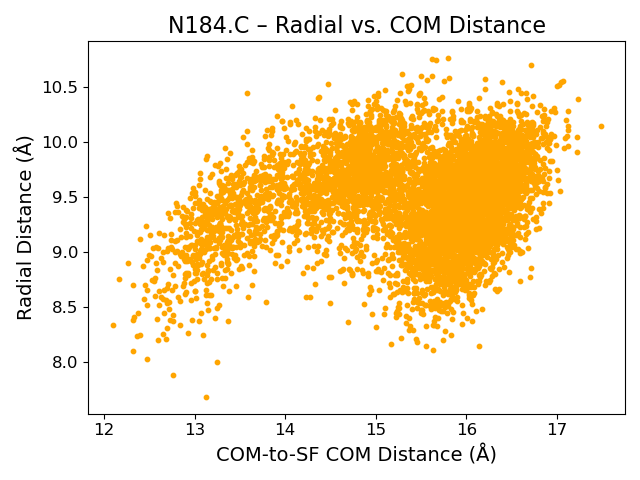 N184.C – Radial vs. COM Distance
Radial Distance (Å)
10.5
10.0
9.5
9.0
8.5
8.0
12 13 14 15 16 17
COM-to-SF COM Distance (Å)